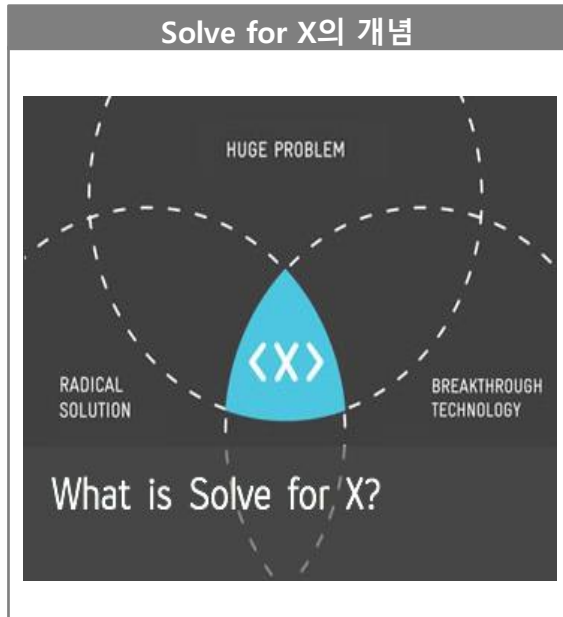 Solve for X의 개념
HUGE PROBLEM
<X>
RADICAL
SOLUTION
BREAKTHROUGH
TECHNOLOGY
What is Solve for X?